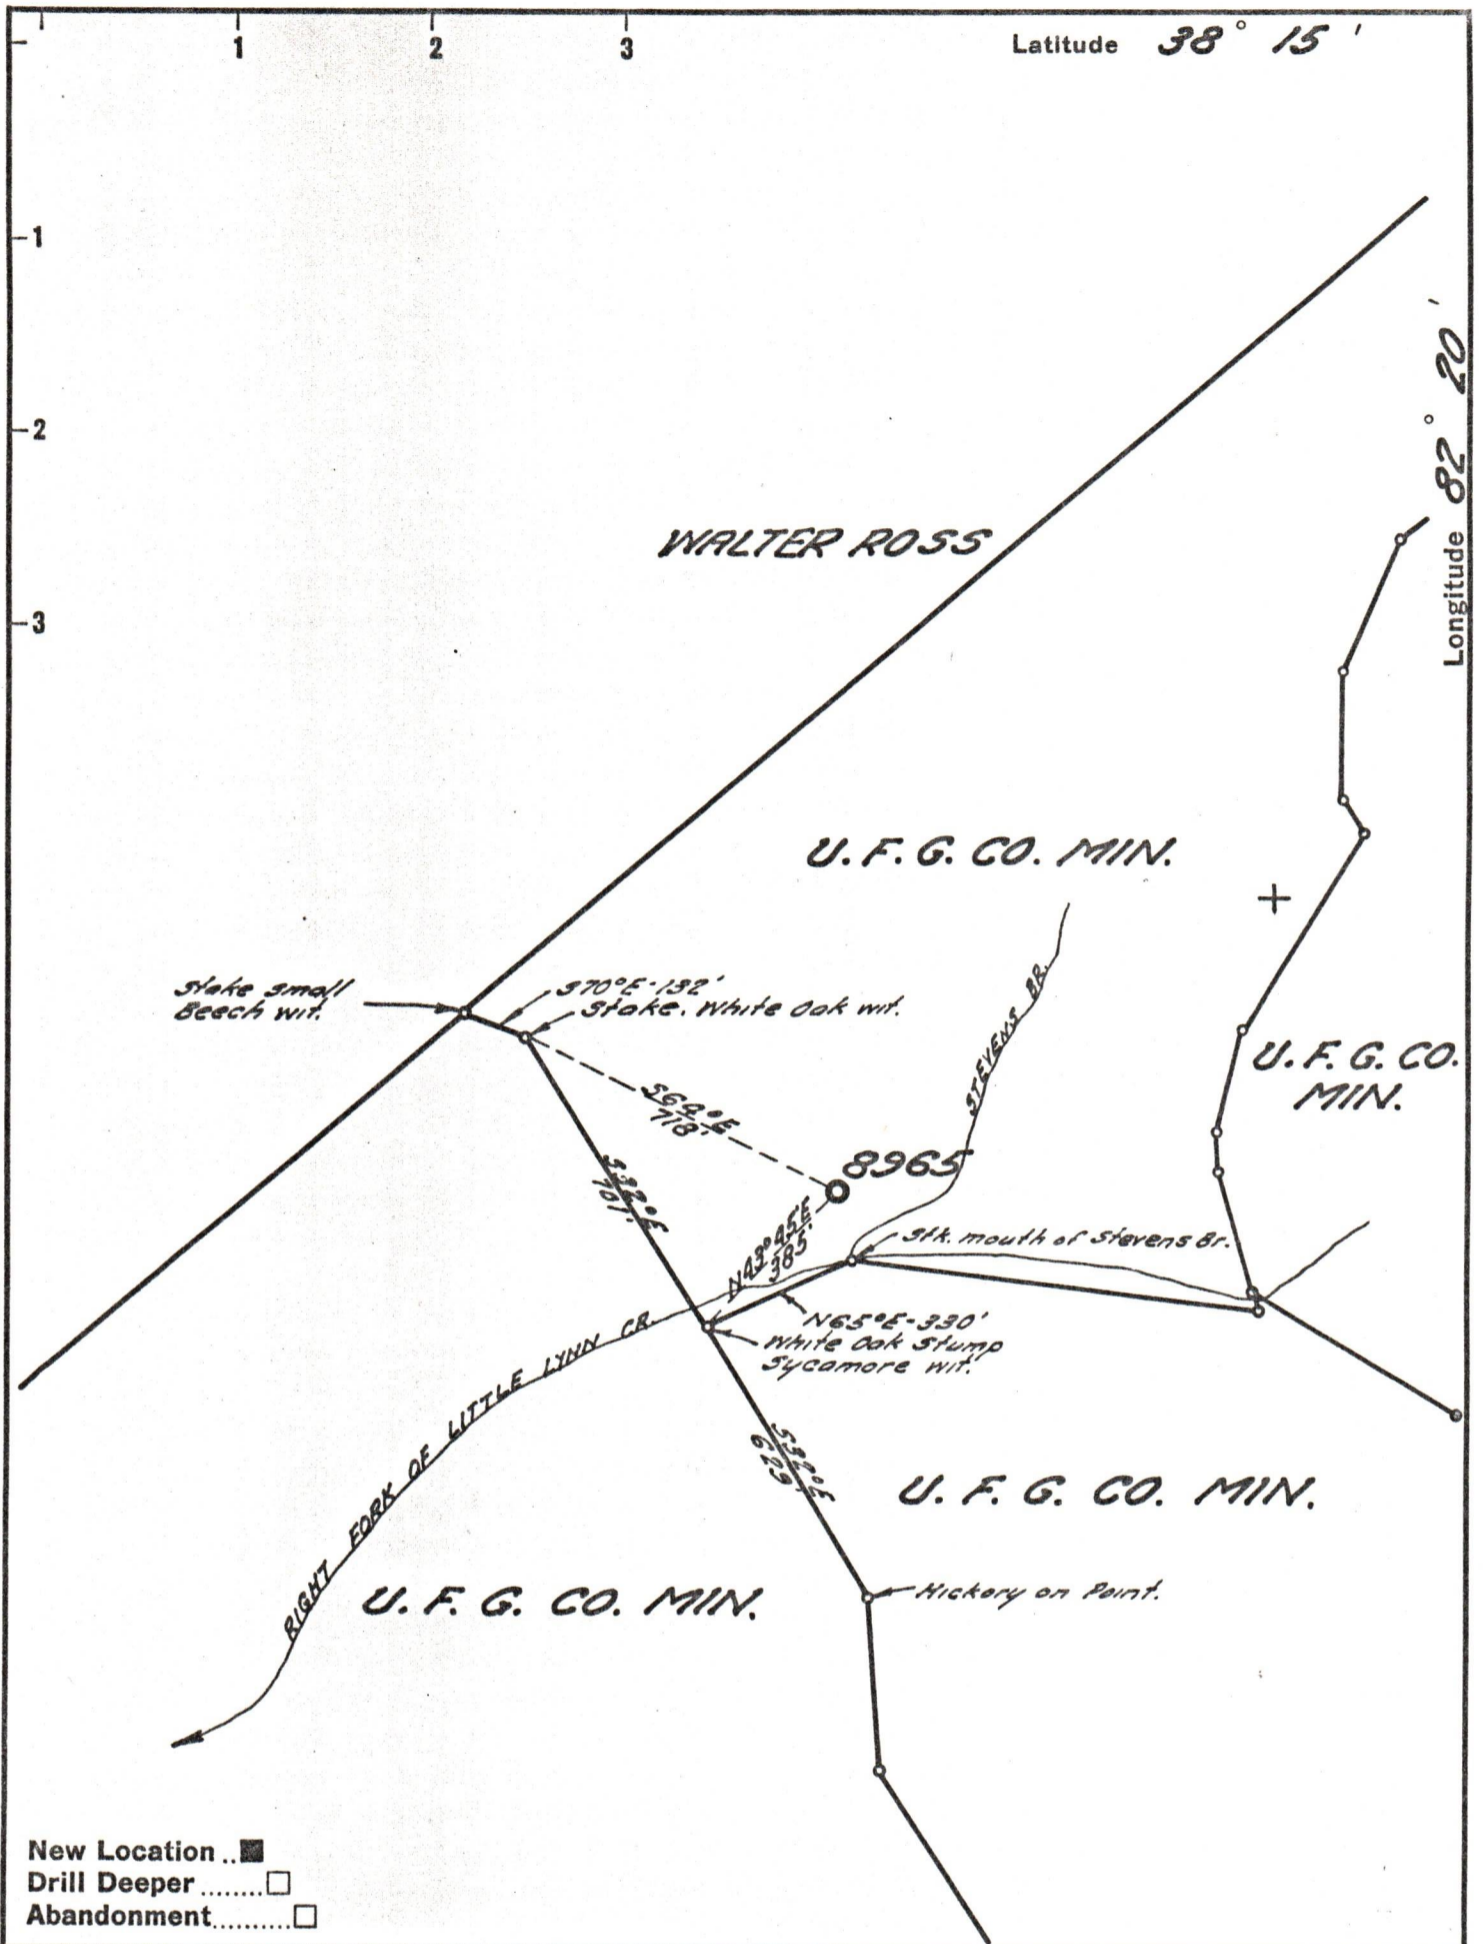 1 2 3
Latitude 38° 15'
1
2
3
Longitude 82° 20'
WALTER ROSS
U. F. G. CO. MIN.
Stake small
Beech wit.
S70°E-132'
Stake. White Oak wit.
STEVENS BR.
U. F. G. CO.
MIN.
S64°E
718'
8965
S32°E
701'
N43°45'E
385'
Stk. mouth of Stevens Br.
N65°E-330'
White Oak Stump
Sycamore wit.
RIGHT FORK OF LITTLE LYNN CR.
S32°E
629'
U. F. G. CO. MIN.
U. F. G. CO. MIN.
Hickory on Point.
New Location ..
Drill Deeper ........
Abandonment..........